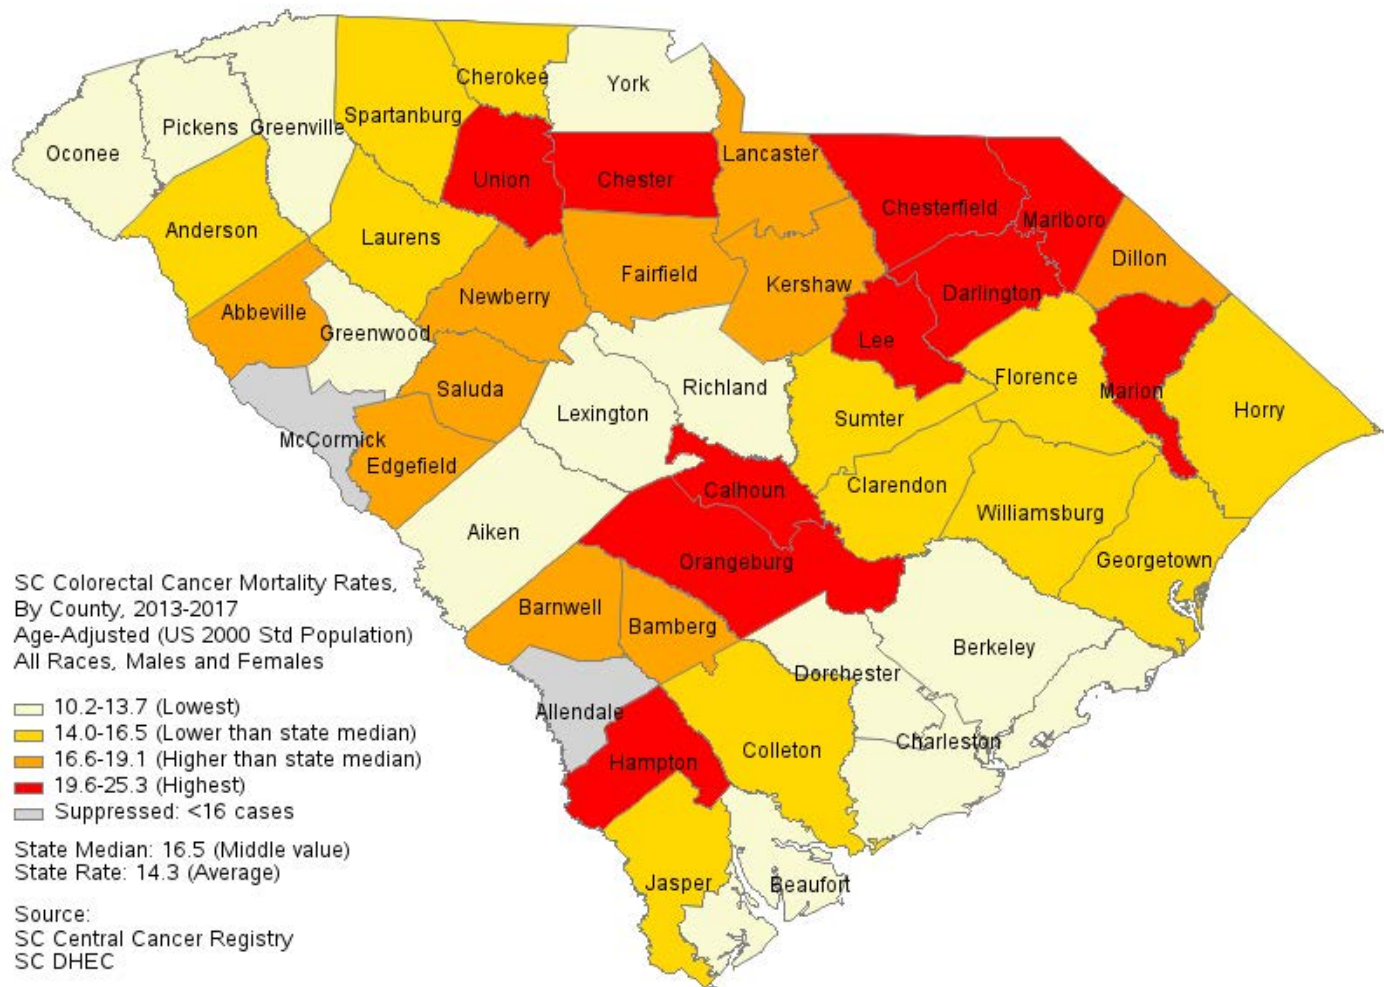 York
Cherokee
Spartanburg
Pickens
Greenville
Oconee
Union
Chester
Lancaster
Chesterfield
Marlboro
Anderson
Laurens
Dillon
Fairfield
Kershaw
Newberry
Darlington
Abbeville
Greenwood
Lee
Saluda
Richland
Florence
Marion
Lexington
Sumter
Horry
McCormick
Edgefield
Calhoun
Clarendon
Williamsburg
Aiken
Orangeburg
Georgetown
Barnwell
Bamberg
Berkeley
Dorchester
Allendale
Charleston
Colleton
Hampton
Jasper
Beaufort
SC Colorectal Cancer Mortality Rates,
By County, 2013-2017
Age-Adjusted (US 2000 Std Population)
All Races, Males and Females
10.2-13.7 (Lowest)
14.0-16.5 (Lower than state median)
16.6-19.1 (Higher than state median)
19.6-25.3 (Highest)
Suppressed: <16 cases
State Median: 16.5 (Middle value)
State Rate: 14.3 (Average)
Source:
SC Central Cancer Registry
SC DHEC